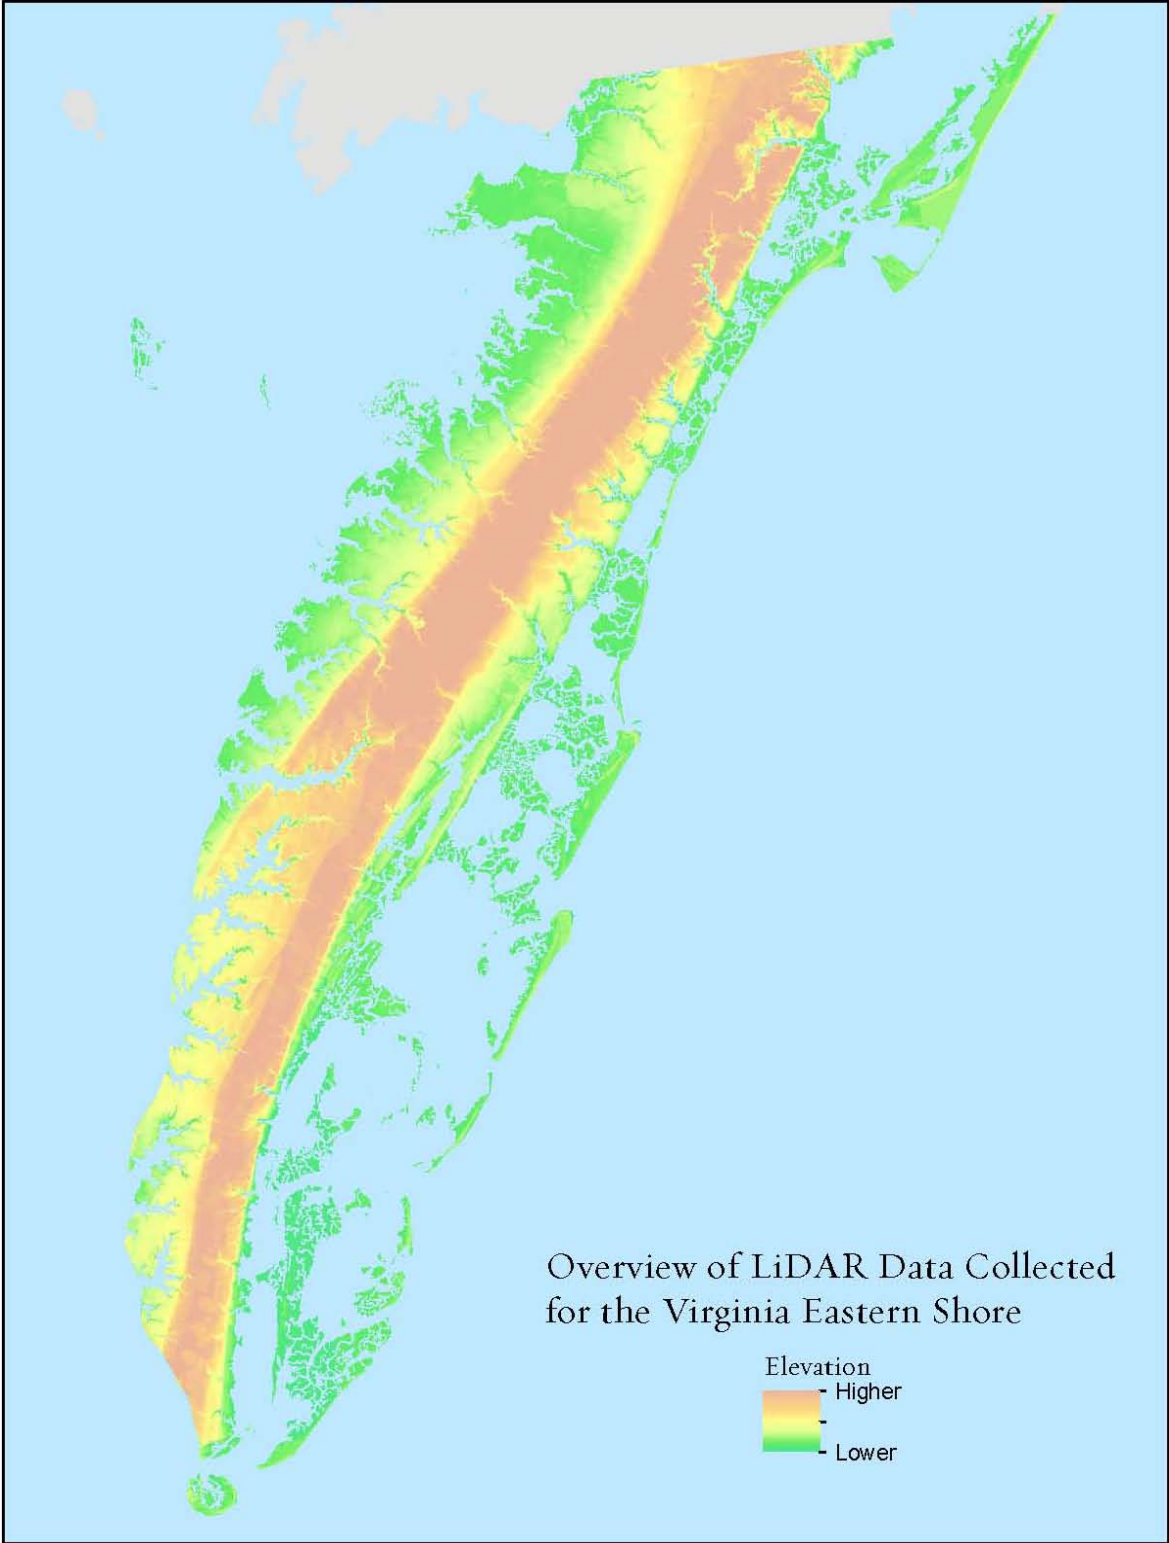 Overview of LiDAR Data Collected
for the Virginia Eastern Shore
Elevation
Higher
Lower